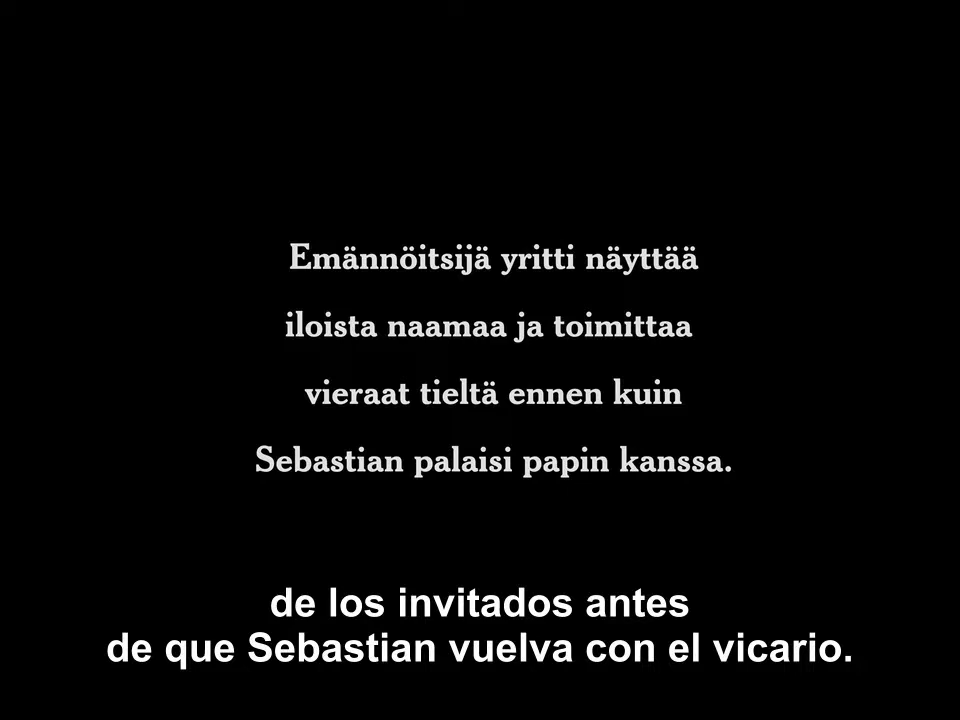 Emännöitsijä yritti näyttää
iloista naamaa ja toimittaa
vieraat tieltä ennen kuin
Sebastian palaisi papin kanssa.
de los invitados antes
de que Sebastian vuelva con el vicario.